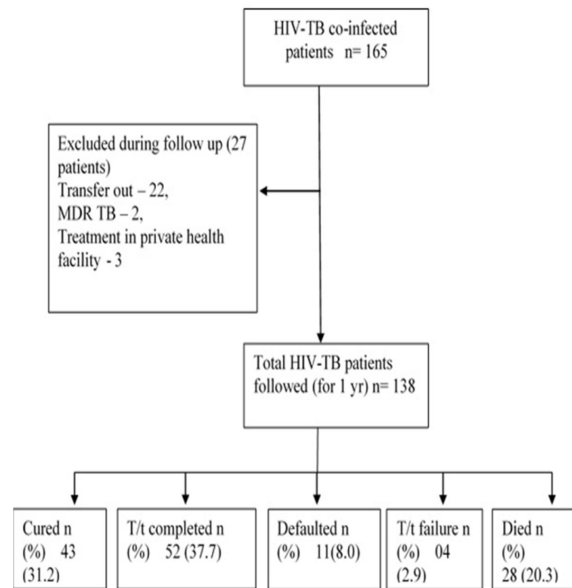 HIV-TB co-infected
patients n= 165
Excluded during follow up (27
patients)
Transfer out – 22,
MDR TB – 2,
Treatment in private health
facility - 3
Total HIV-TB patients
followed (for 1 yr) n= 138
Cured n
(%) 43
(31.2)
T/t completed n
(%) 52 (37.7)
Defaulted n
(%) 11(8.0)
T/t failure n
(%) 04
(2.9)
Died n
(%)
28 (20.3)